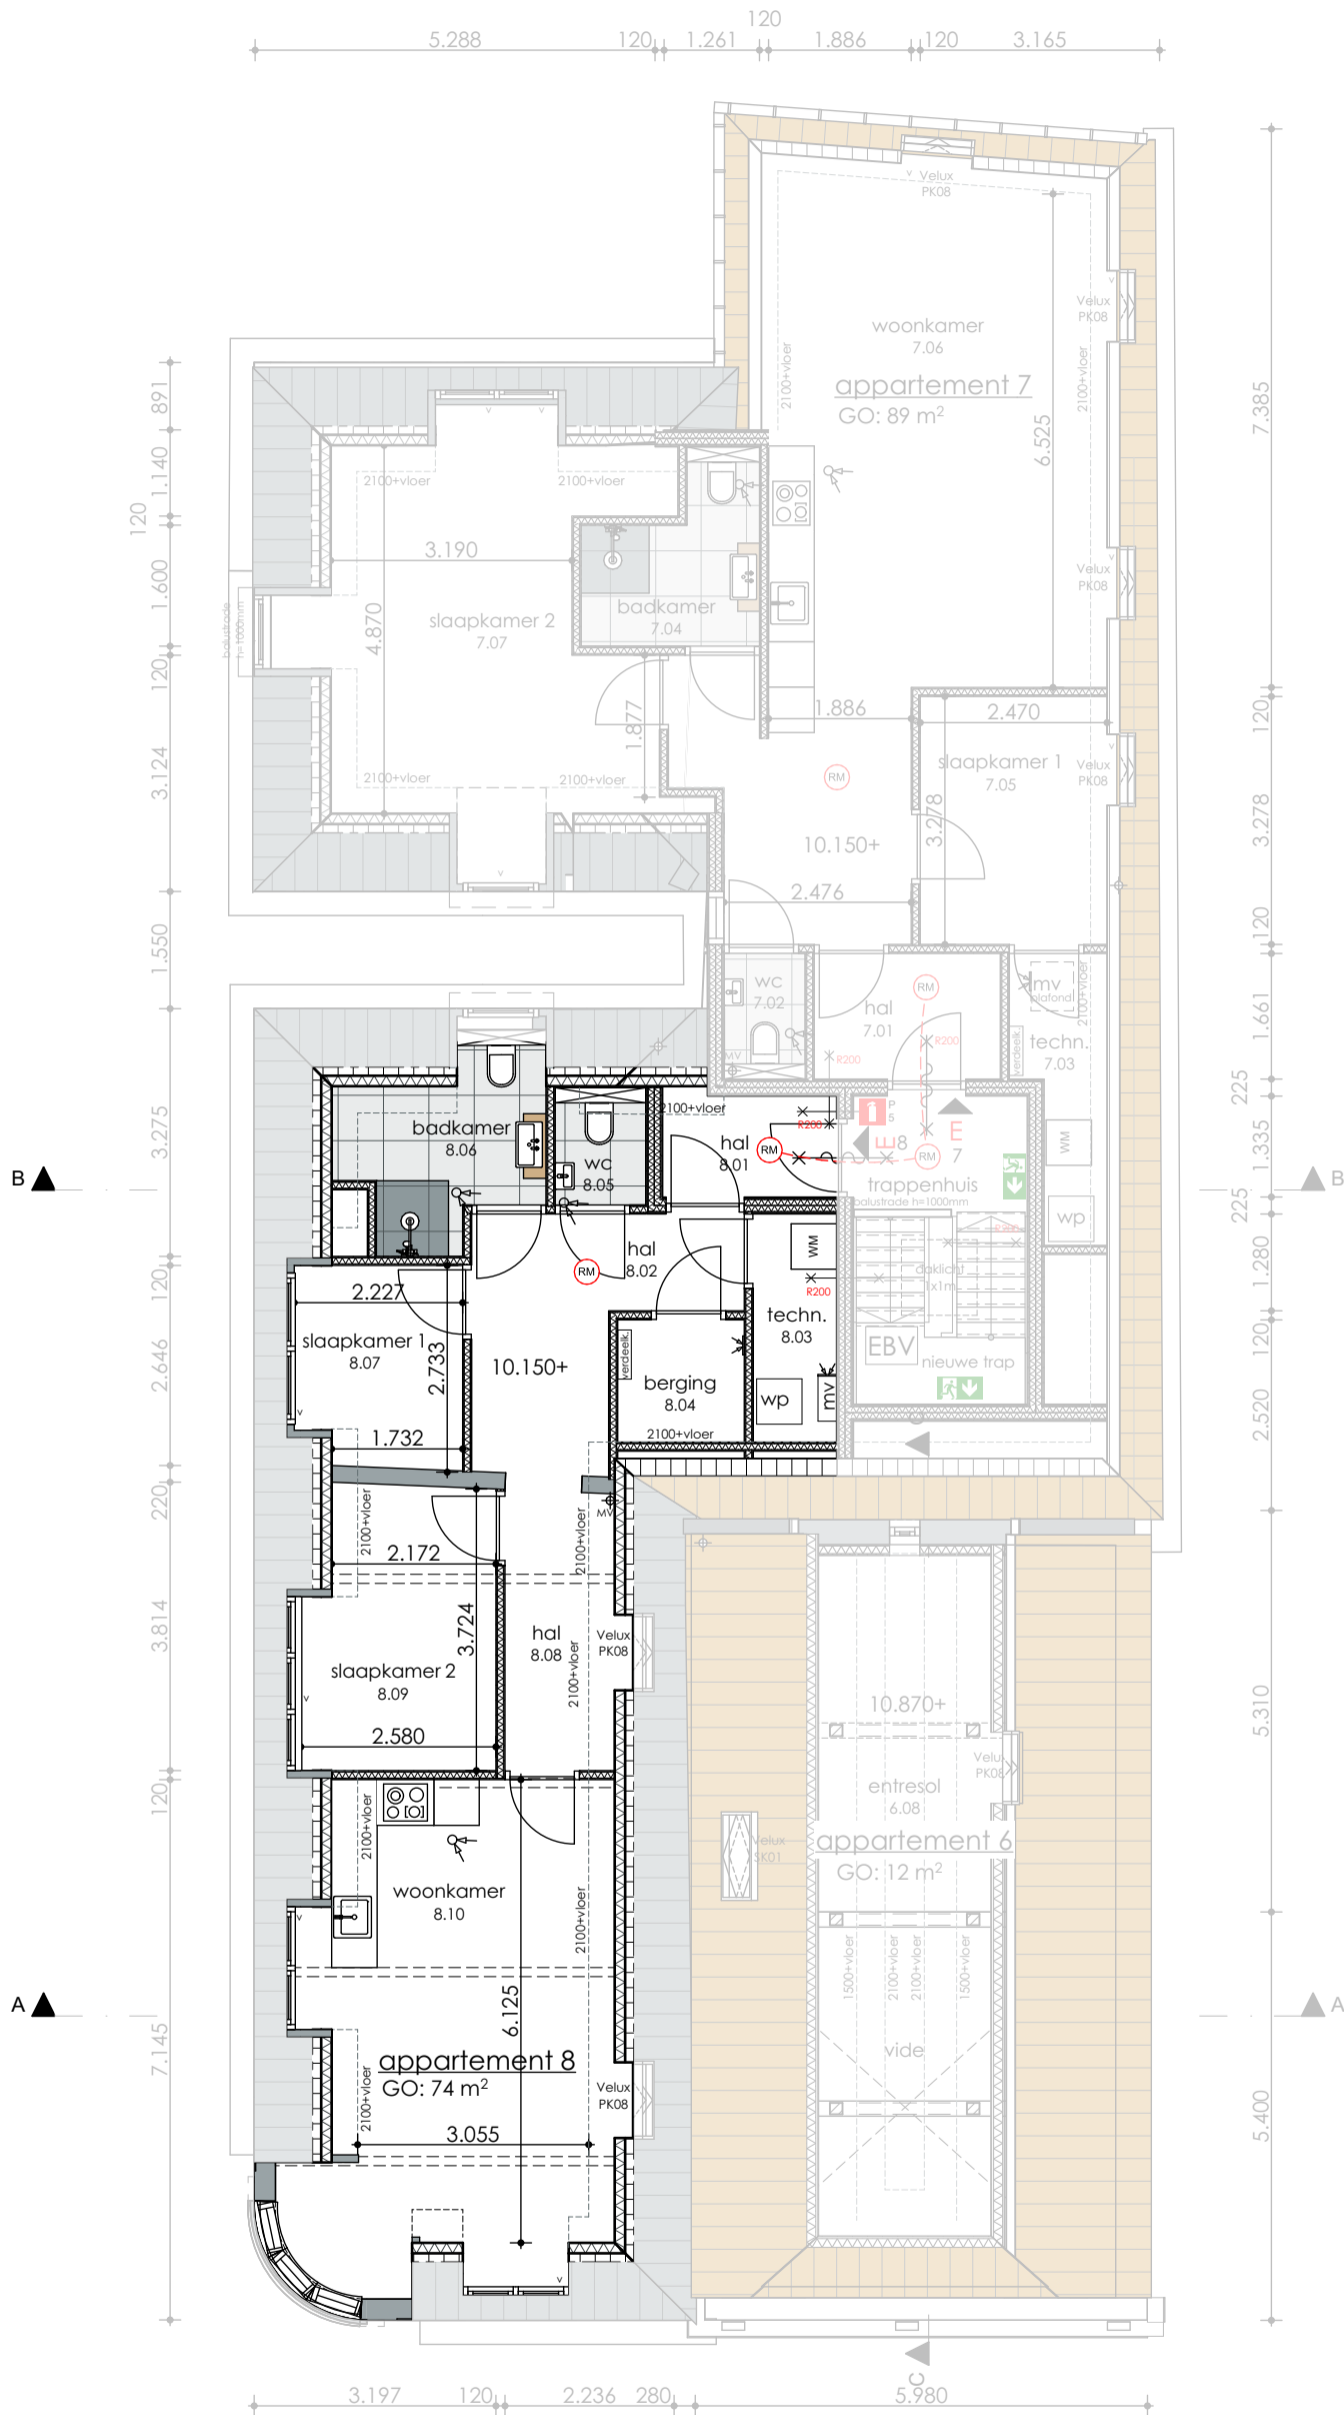 120
5.288 120 1.261 1.886 120 3.165
Velux
PK08
Velux
PK08
woonkamer
7.06
appartement 7
GO: 89 m²
2100+vloer
2100+vloer
6.525
7.385
891
1.140
120
1.600
120
3.124
1.550
2100+vloer
2100+vloer
3.190
4.870
slaapkamer 2
7.07
badkamer
7.04
balustrade
h=1000mm
Velux
PK08
1.877
2100+vloer
2100+vloer
1.886
2.470
120
slaapkamer 1
7.05
Velux
PK08
RM
3.278
3.278
10.150+
2.476
120
wc
7.02
MV
hal
7.01
RM
R200
R200
mv
plafond
2100+vloer
techn.
7.03
verdeelk.
1.661
225
1.335
225
1.280
120
2.520
3.275
120
2.646
220
3.814
120
7.145
B
B
badkamer
8.06
wc
8.05
2100+vloer
hal
8.01
R200
RM
P
5
E
8
E
7
RM
trappenhuis
balustrade h=1000mm
WM
wp
daklicht
1x1m
EBV
nieuwe trap
hal
8.02
RM
WM
R200
techn.
8.03
wp
mv
2.227
slaapkamer 1
8.07
2.733
1.732
10.150+
verdeelk.
berging
8.04
2100+vloer
MV
2100+vloer
2.172
2100+vloer
3.724
hal
8.08
2100+vloer
Velux
PK08
slaapkamer 2
8.09
2.580
10.870+
Velux
PK08
entresol
6.08
appartement 6
GO: 12 m²
Velux
SK01
5.310
2100+vloer
woonkamer
8.10
2100+vloer
1500+vloer
2100+vloer
2100+vloer
1500+vloer
vide
A
A
6.125
appartement 8
GO: 74 m²
2100+vloer
Velux
PK08
3.055
5.400
C
3.197 120 2.236 280 5.980